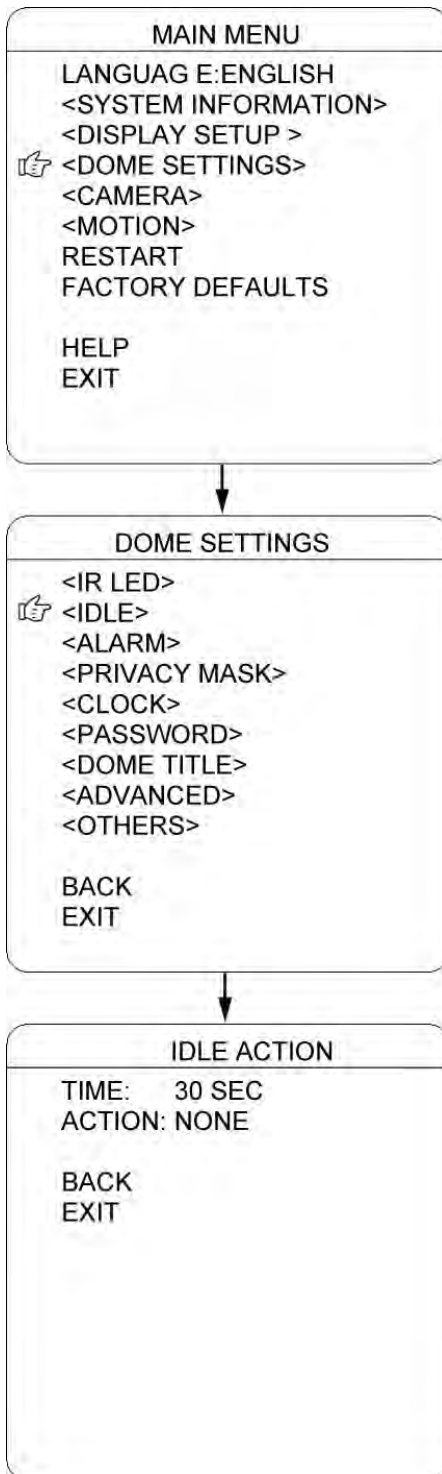 MAIN MENU
LANGUAG E:ENGLISH
<SYSTEM INFORMATION>
<DISPLAY SETUP >
<DOME SETTINGS>
<CAMERA>
<MOTION>
RESTART
FACTORY DEFAULTS
HELP
EXIT
DOME SETTINGS
<IR LED>
<IDLE>
<ALARM>
<PRIVACY MASK>
<CLOCK>
<PASSWORD>
<DOME TITLE>
<ADVANCED>
<OTHERS>
BACK
EXIT
IDLE ACTION
TIME: 30 SEC
ACTION: NONE
BACK
EXIT